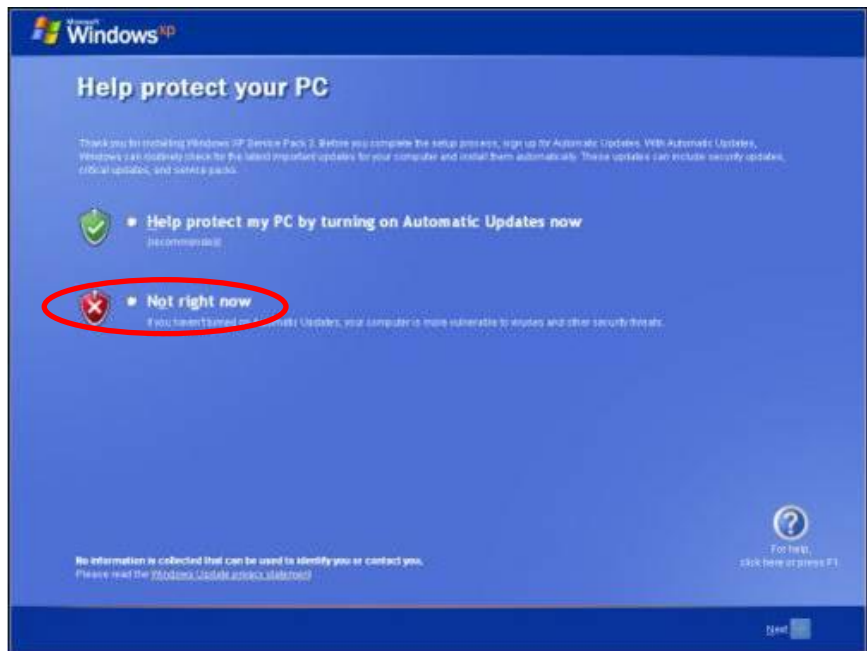 Microsoft
Windows xp
Help protect your PC
Thank you for installing Windows XP Service Pack 3. Before you complete the setup process, sign up for Automatic Updates. With Automatic Updates,
Windows can routinely check for the latest important updates for your computer and install them automatically. These updates can include security updates,
critical updates, and service packs.
Help protect my PC by turning on Automatic Updates now
(recommended)
Not right now
If you haven't turned on Automatic Updates, your computer is more vulnerable to viruses and other security threats.
No information is collected that can be used to identify you or contact you.
Please read the Windows Update privacy statement
For help,
click here or press F1
Next